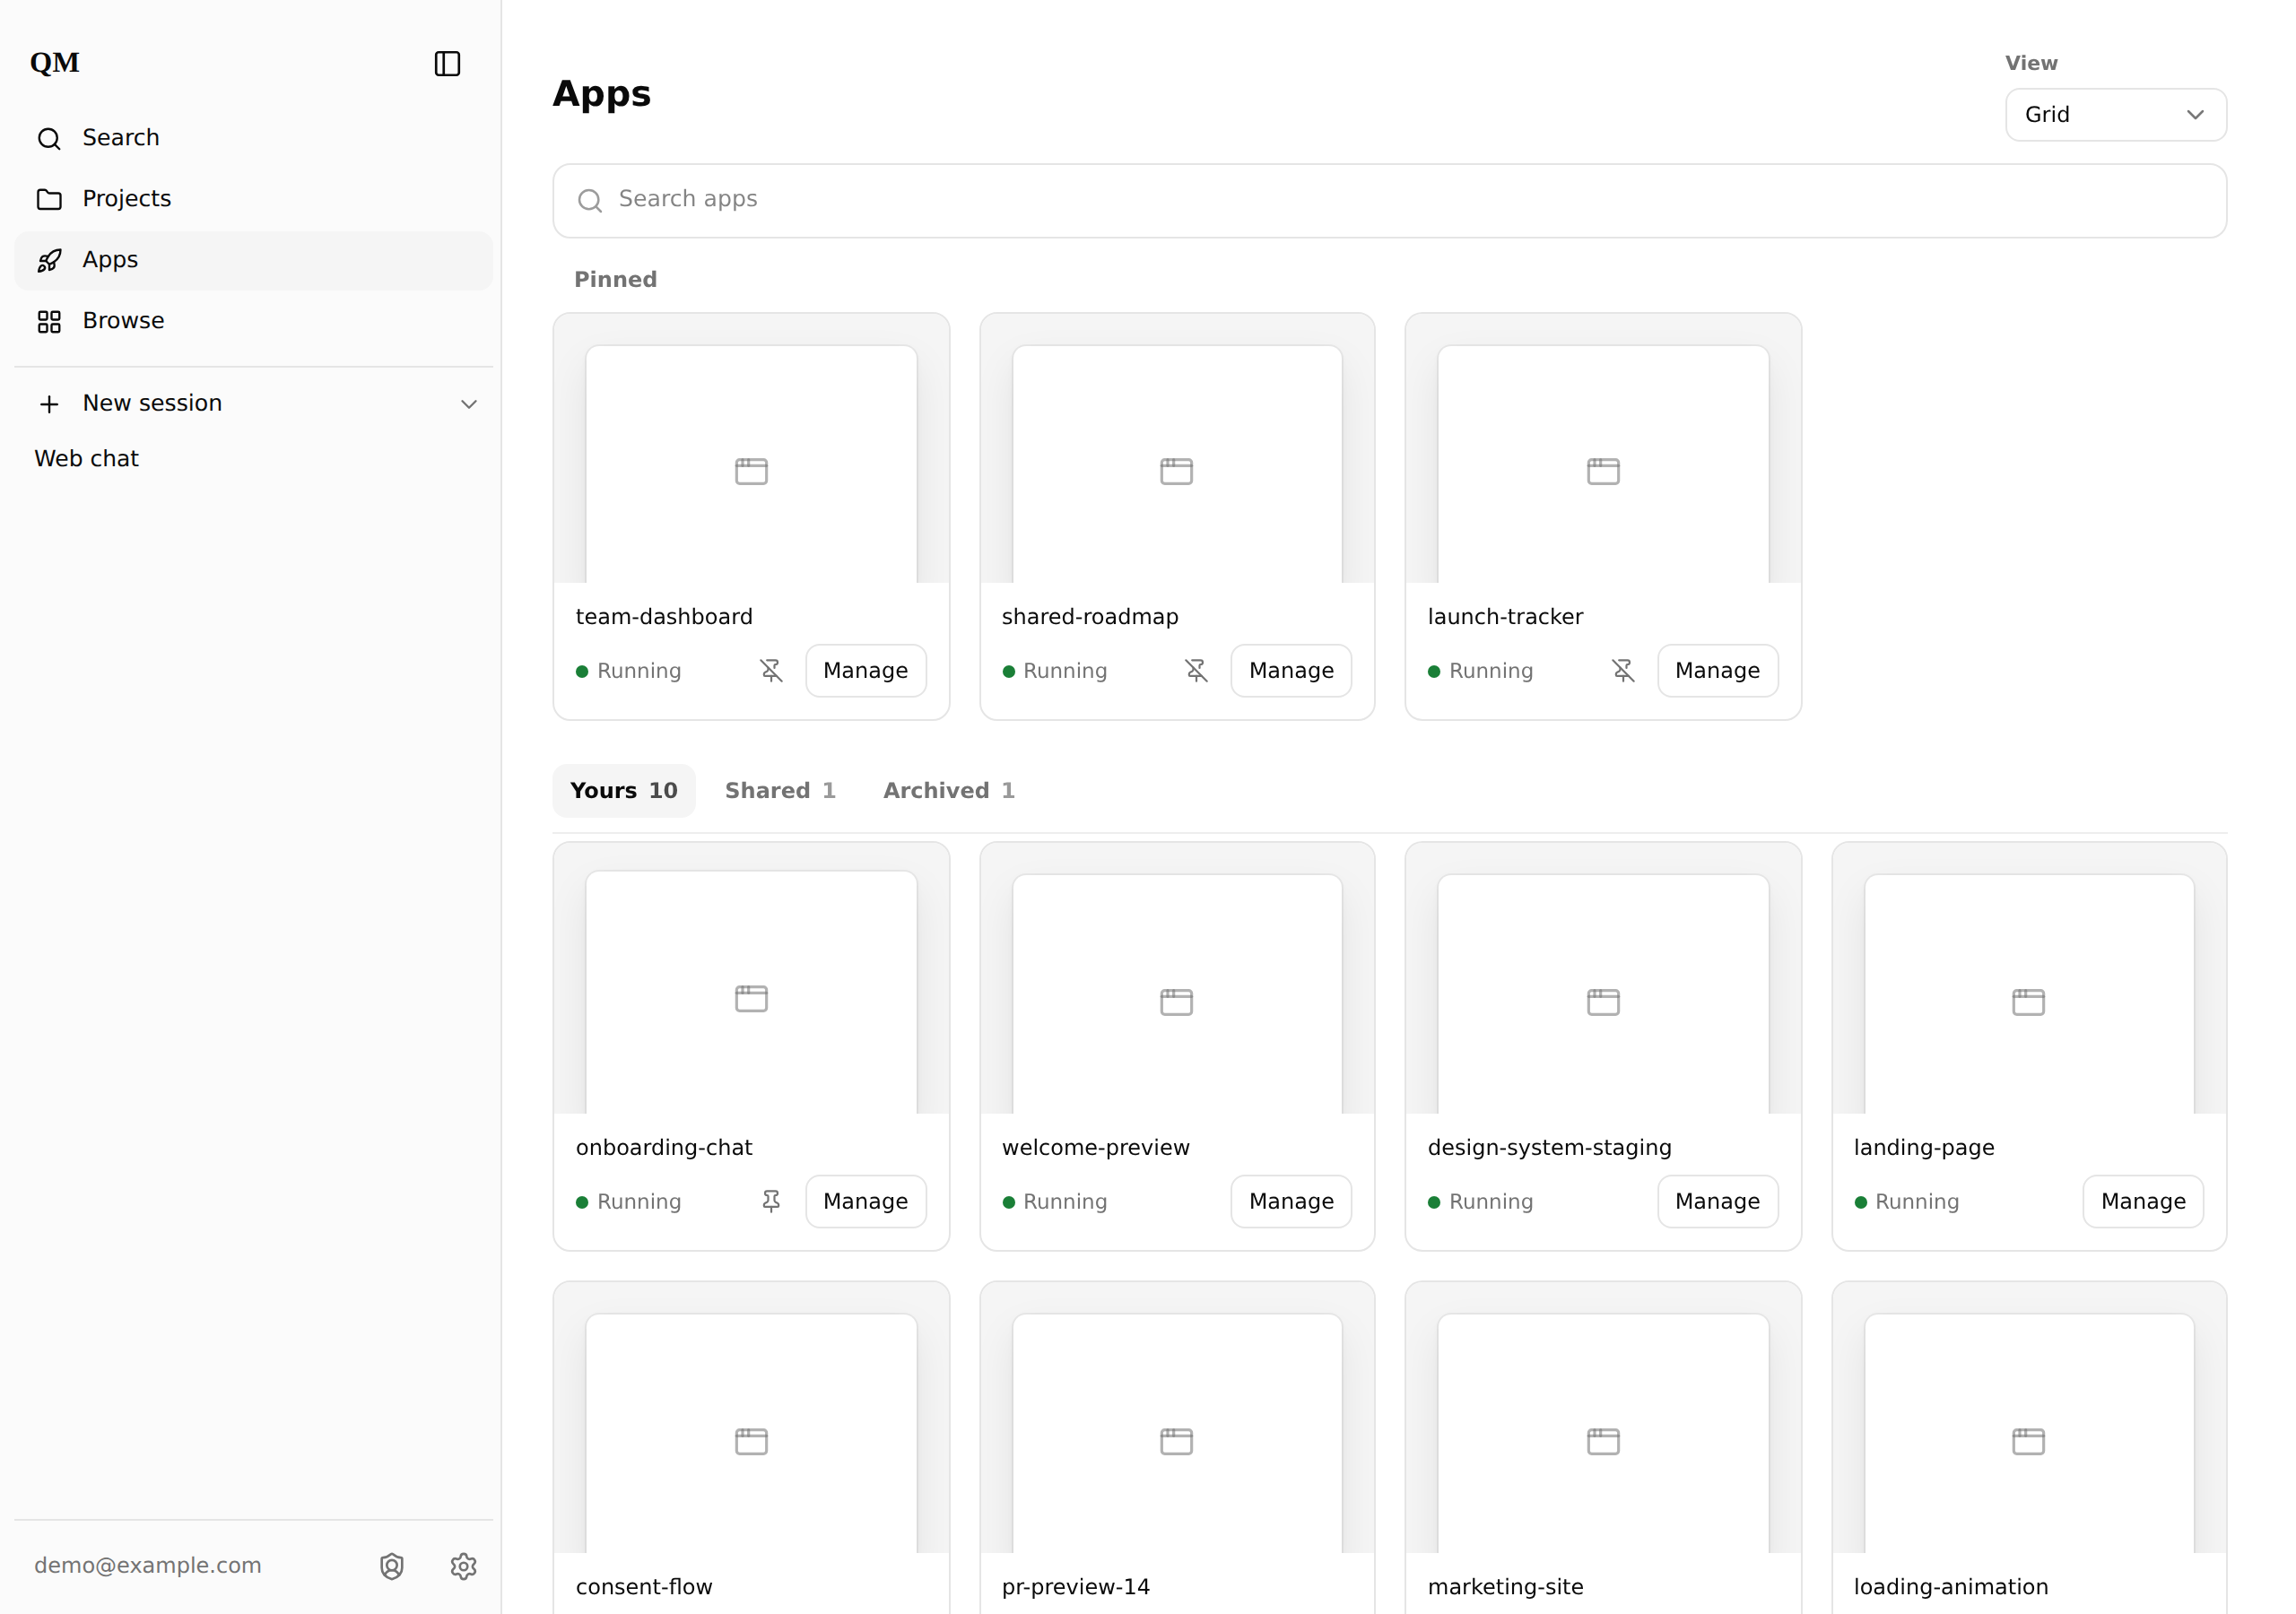 QM
Search
Projects
Apps
Browse
New session
Web chat
demo@example.com
Apps
View
Grid
Search apps
Pinned
team-dashboard
Running
Manage
shared-roadmap
Running
Manage
launch-tracker
Running
Manage
Yours 10
Shared 1
Archived 1
onboarding-chat
Running
Manage
welcome-preview
Running
Manage
design-system-staging
Running
Manage
landing-page
Running
Manage
consent-flow
pr-preview-14
marketing-site
loading-animation